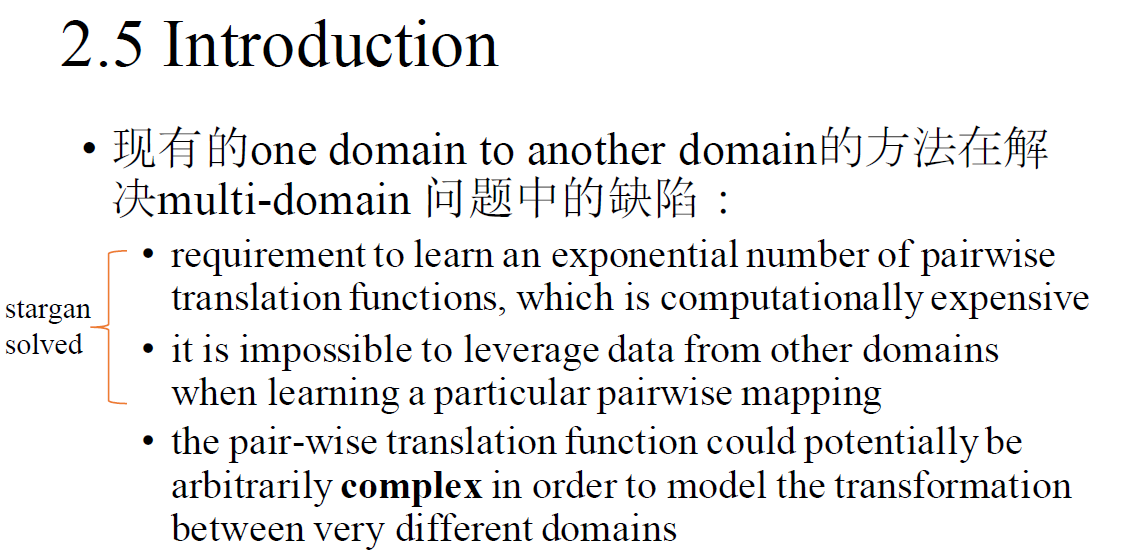 2.5 Introduction
• 现有的one domain to another domain的方法在解
决multi-domain 问题中的缺陷：
• requirement to learn an exponential number of pairwise
translation functions, which is computationally expensive
stargan
solved
• it is impossible to leverage data from other domains
when learning a particular pairwise mapping
• the pair-wise translation function could potentially be
arbitrarily complex in order to model the transformation
between very different domains